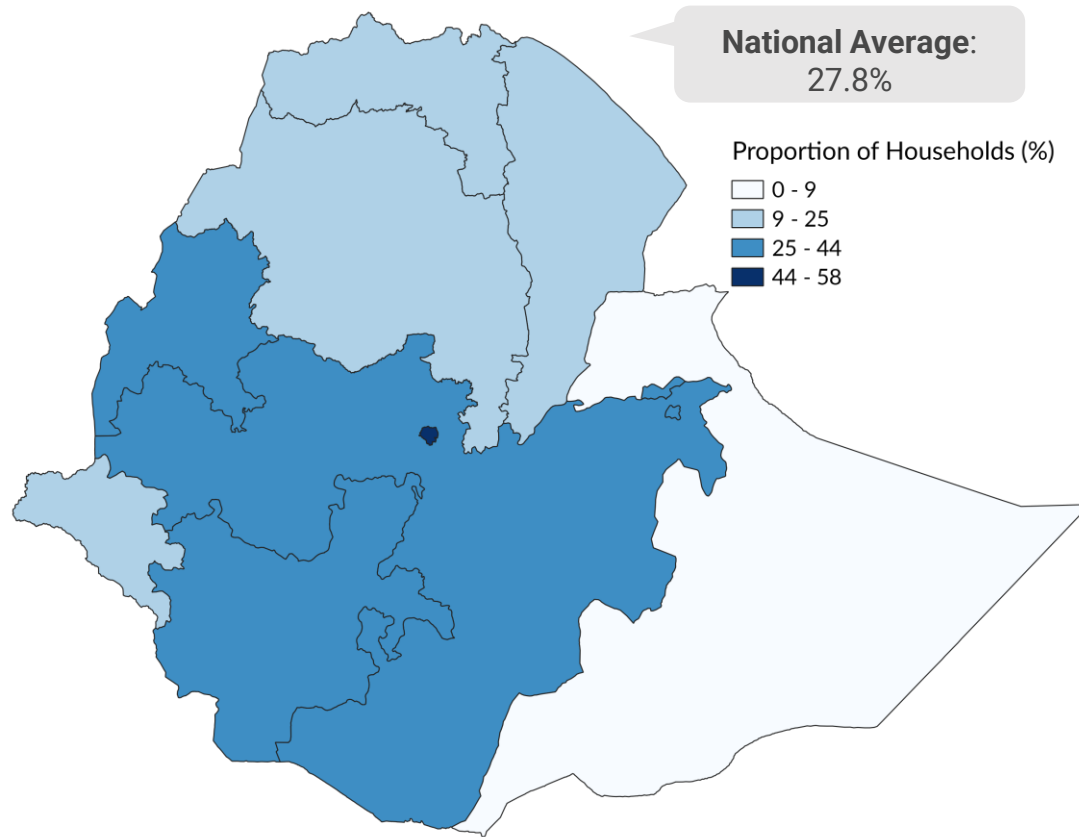 National Average:
27.8%
Proportion of Households (%)
0 - 9
9 - 25
25 - 44
44 - 58